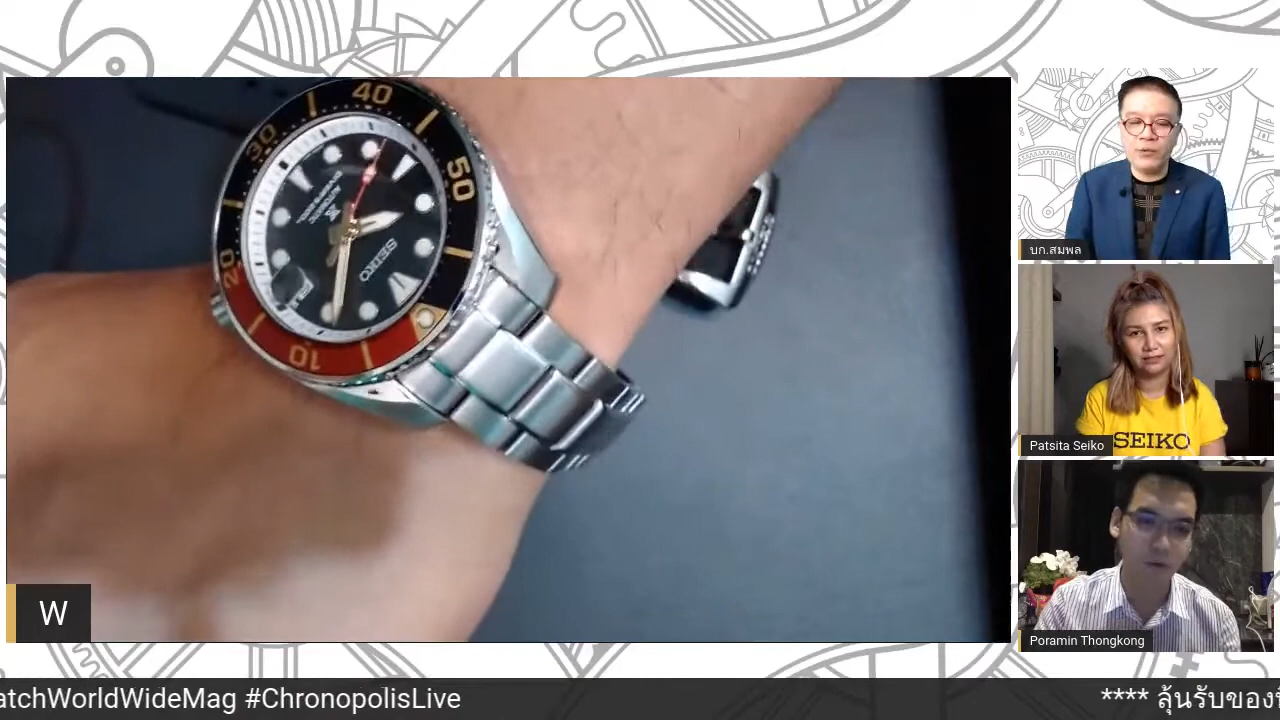 40
30
50
20
10
SEIKO
AUTOMATIC
บก.สมพล
SEIKO
Patsita Seiko
W
Poramin Thongkong
atchWorldWideMag #ChronopolisLive
**** ลุ้นรับของ